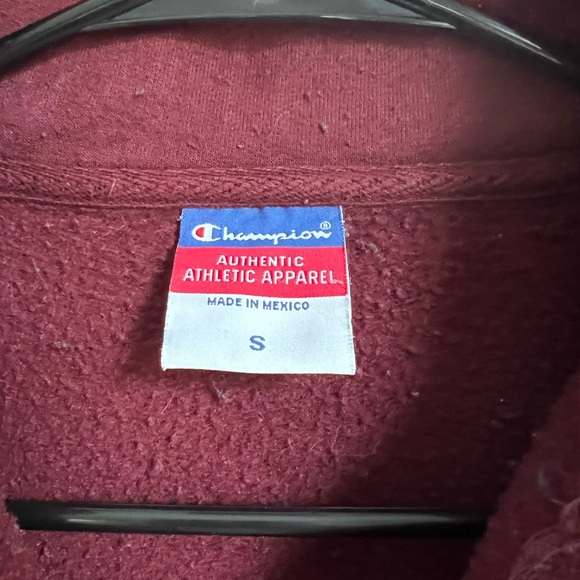 Champion®
AUTHENTIC
ATHLETIC APPAREL
MADE IN MEXICO
S